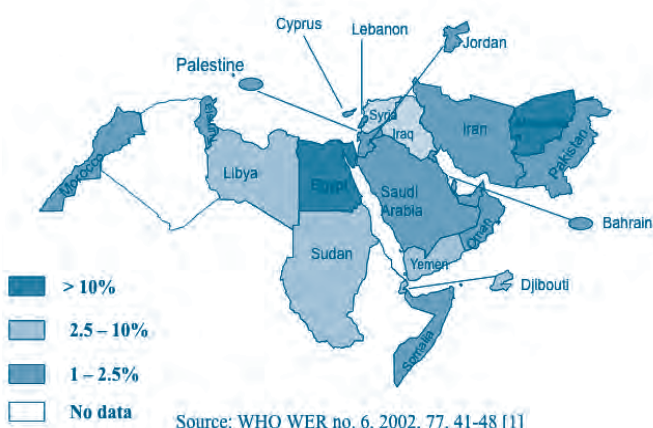 Cyprus
Lebanon
Jordan
Palestine
Syria
Iraq
Iran
Pakistan
Morocco
Tunisia
Libya
Egypt
Saudi
Arabia
Bahrain
Oman
Sudan
Yemen
Djibouti
Somalia
> 10%
2.5 – 10%
1 – 2.5%
No data
Source: WHO WER no. 6, 2002, 77, 41-48 [1]